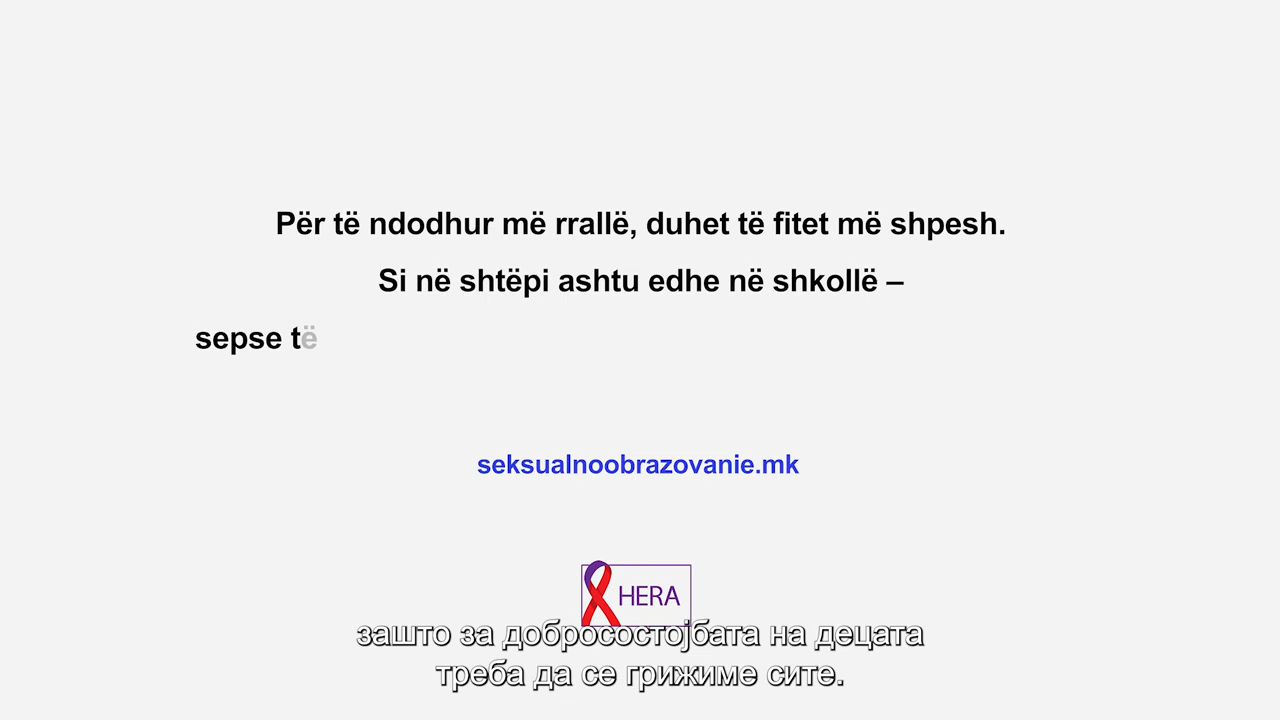 Për të ndodhur më rrallë, duhet të fitet më shpesh.
Si në shtëpi ashtu edhe në shkollë –
sepse të
seksualnoobrazovanie.mk
HERA
зашто за добросостојбата на децата
треба да се грижиме сите.